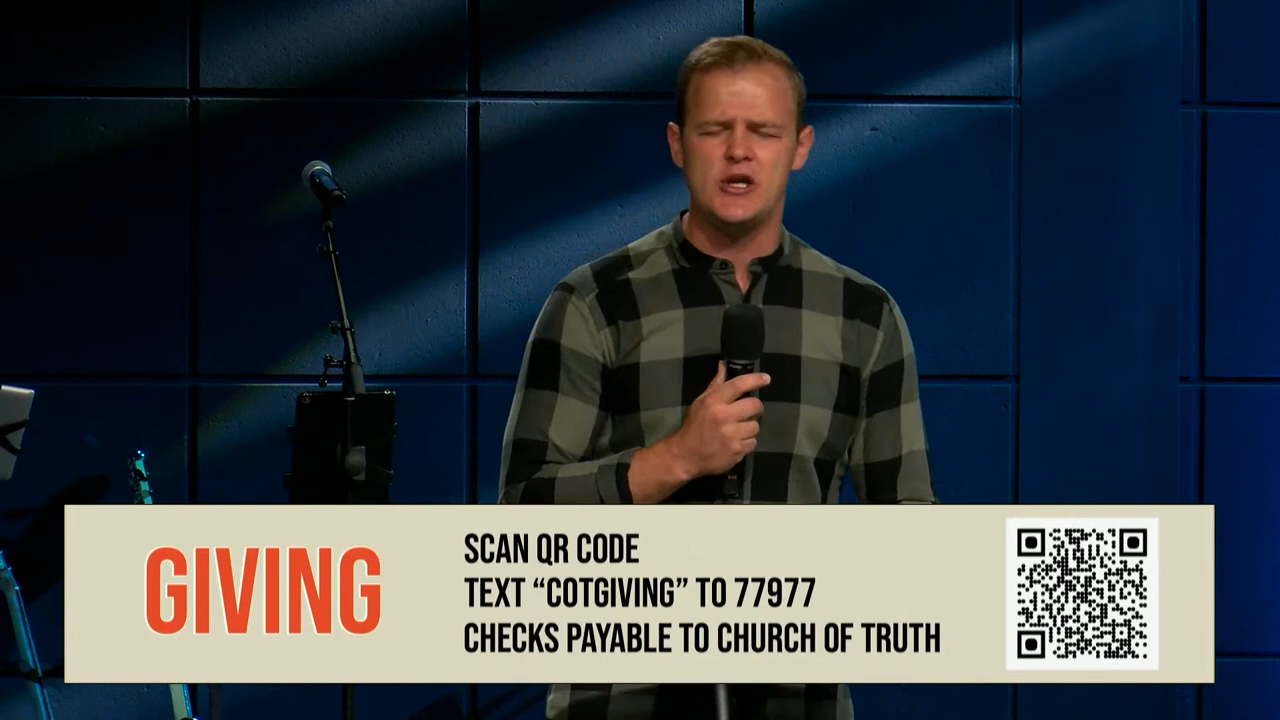 GIVING
SCAN QR CODE
TEXT “COTGIVING” TO 77977
CHECKS PAYABLE TO CHURCH OF TRUTH